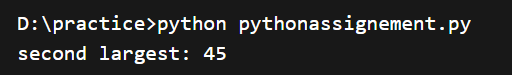 D:\practice>python pythonassignement.py
second largest: 45